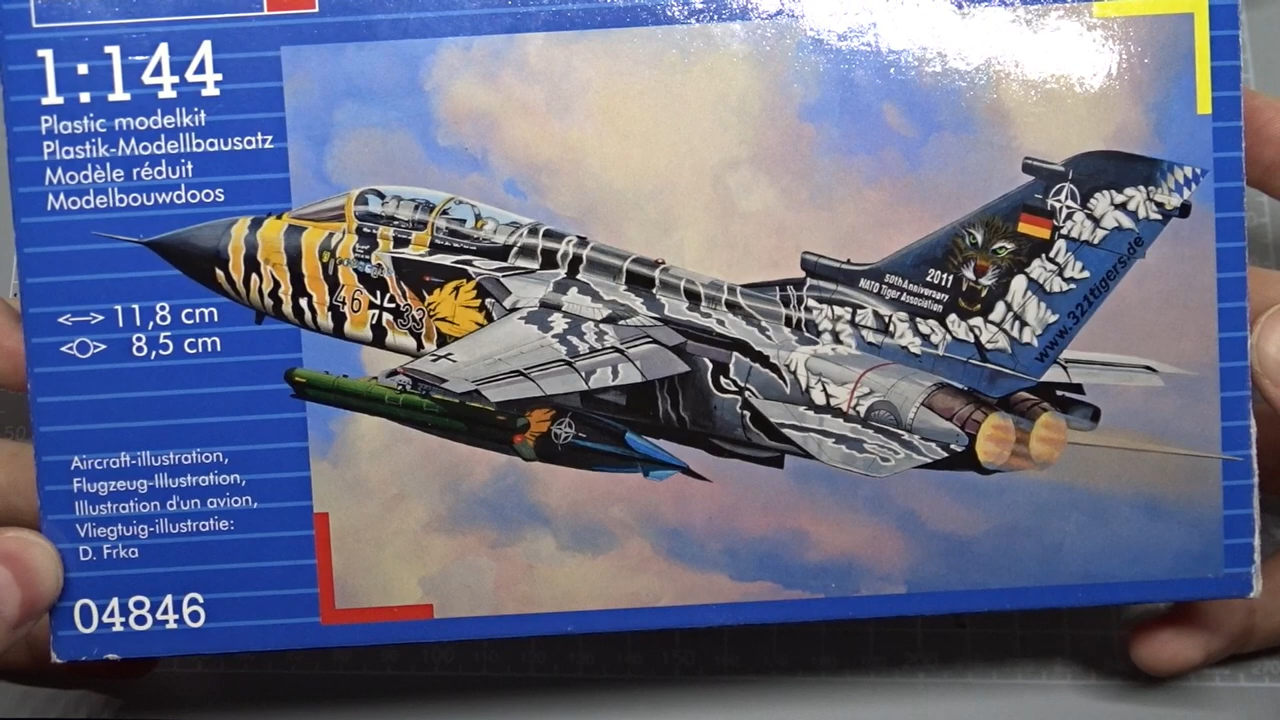 1:144
Plastic modelkit
Plastik-Modellbausatz
Modèle réduit
Modelbouwdoos
11,8 cm
8,5 cm
Aircraft-illustration,
Flugzeug-Illustration,
Illustration d'un avion,
Vliegtuig-illustratie:
D. Frka
04846
46 33
2011
50th Anniversary
NATO Tiger Association
www.321tigers.de